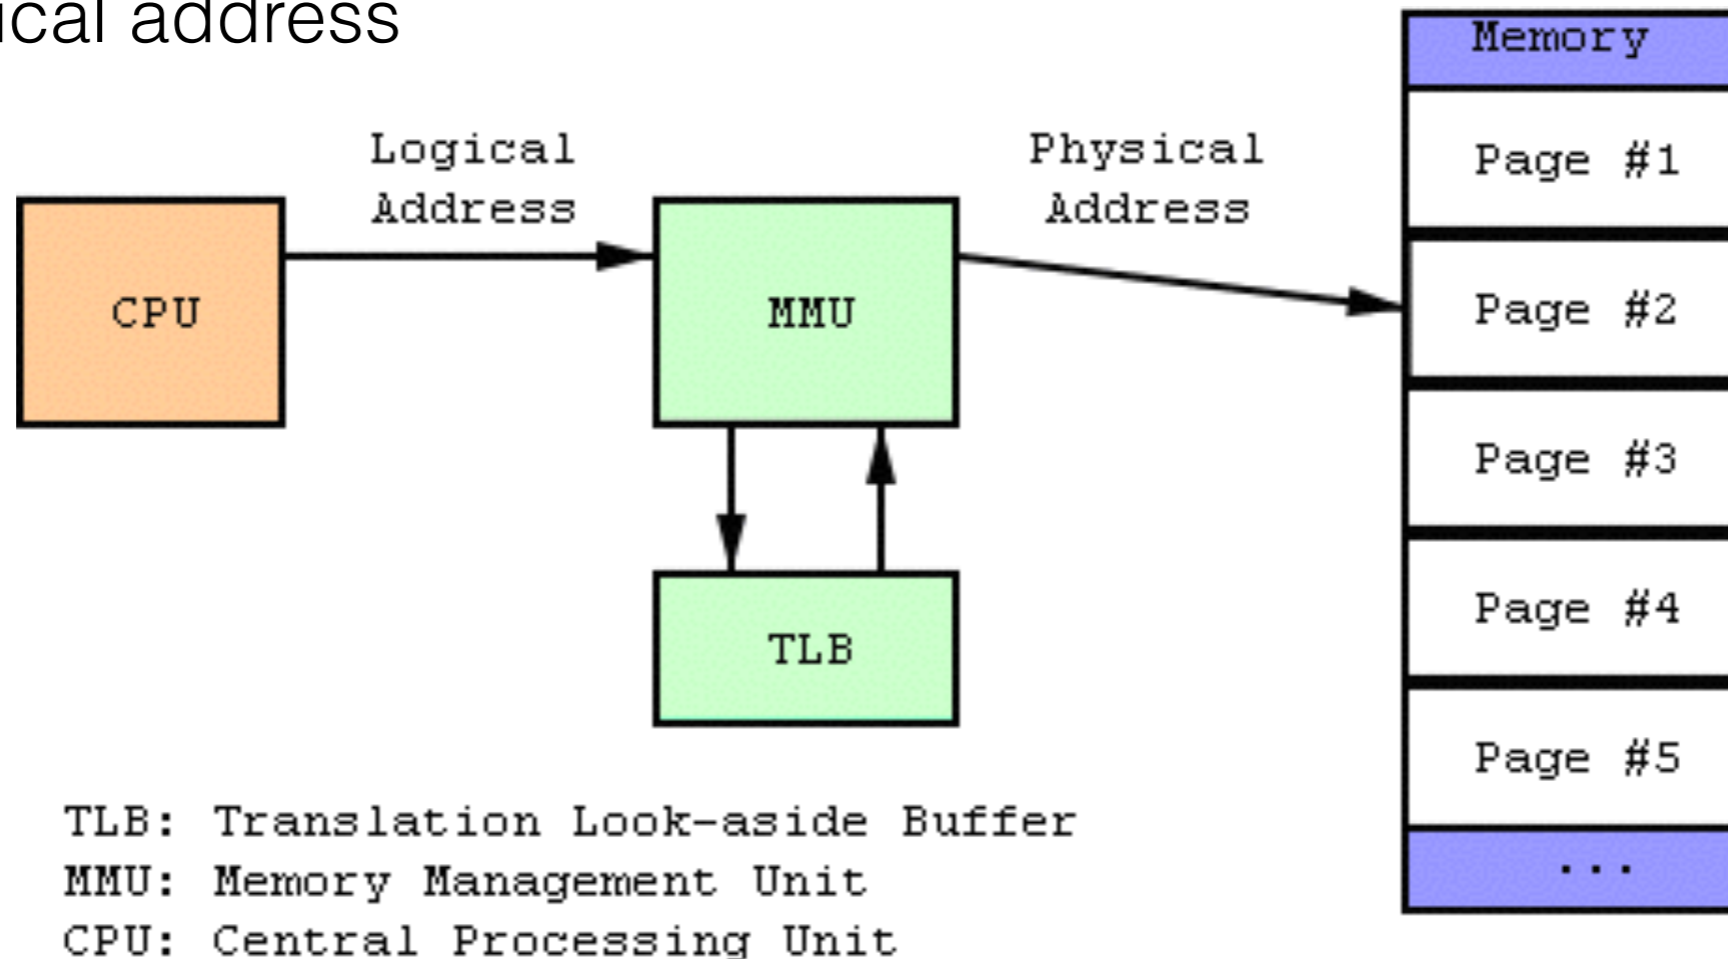 address
Logical
Address
Physical
Address
CPU
MMU
TLB
Memory
Page #1
Page #2
Page #3
Page #4
Page #5
...
TLB: Translation Look-aside Buffer
MMU: Memory Management Unit
CPU: Central Processing Unit